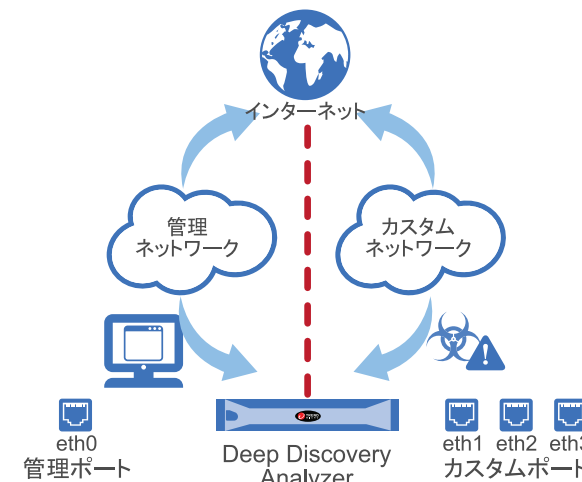 インターネット
管理
ネットワーク
カスタム
ネットワーク
eth0
管理ポート
Deep Discovery
Analyzer
eth1 eth2 eth3
カスタムポート